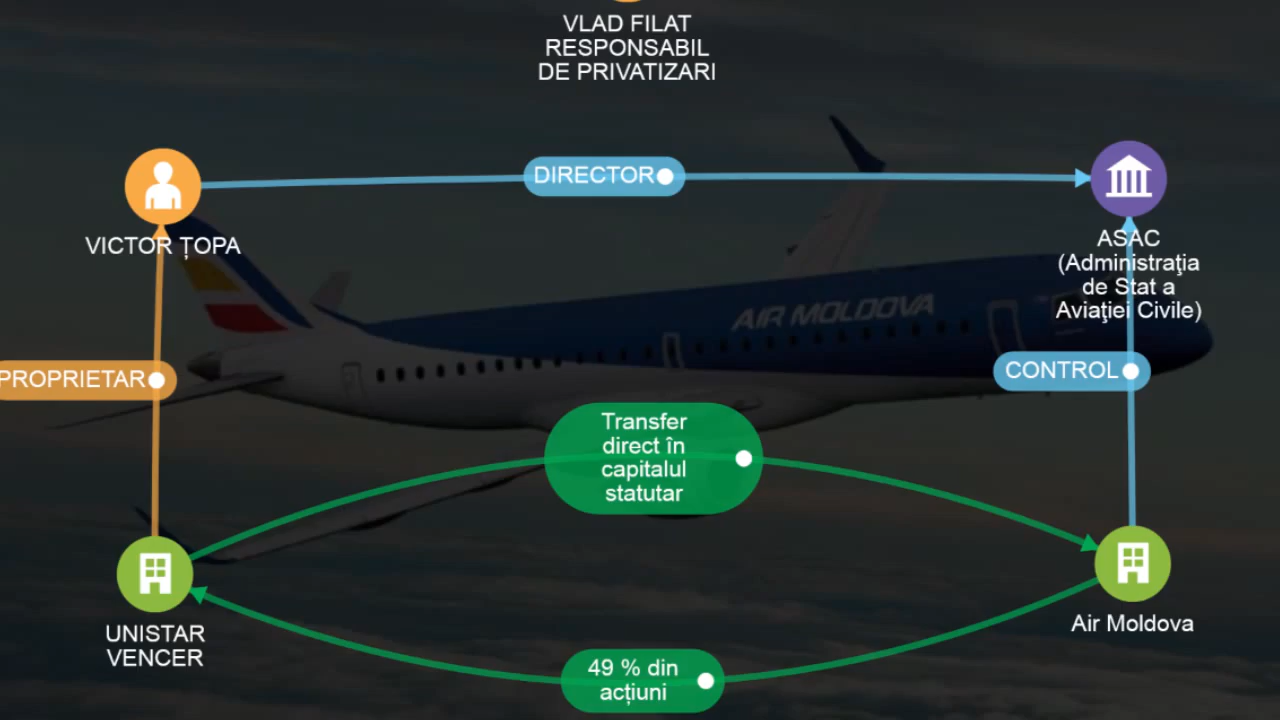 VLAD FILAT
RESPONSABIL
DE PRIVATIZARI
DIRECTOR
VICTOR ȚOPA
ASAC
(Administraţia
de Stat a
Aviaţiei Civile)
AIR MOLDOVA
PROPRIETAR
CONTROL
Transfer
direct în
capitalul
statutar
UNISTAR
VENCER
Air Moldova
49 % din
acțiuni